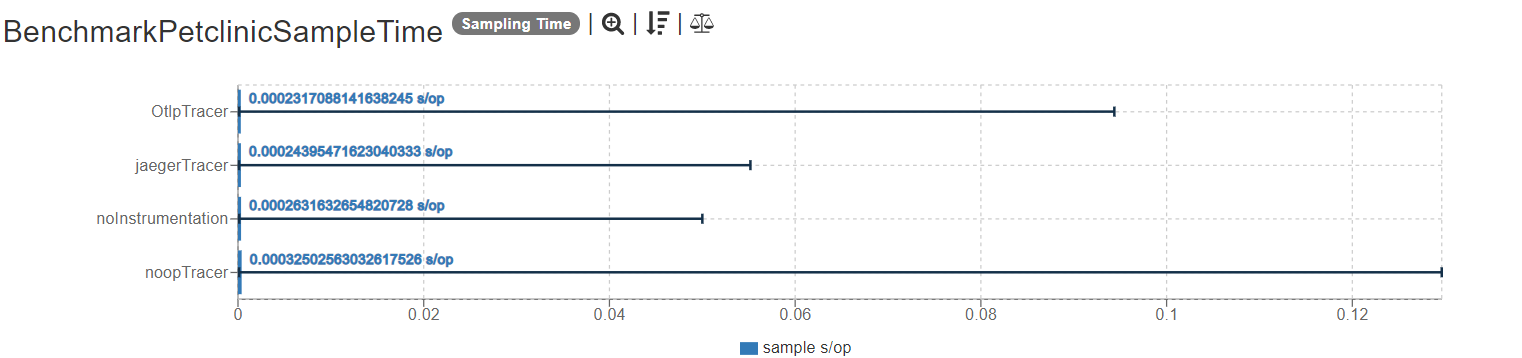 BenchmarkPetclinicSampleTime Sampling Time | | |
OtlpTracer 0.0002317088141638245 s/op
jaegerTracer 0.00024395471623040333 s/op
noInstrumentation 0.0002631632654820728 s/op
noopTracer 0.00032502563032617526 s/op
0 0.02 0.04 0.06 0.08 0.1 0.12
sample s/op